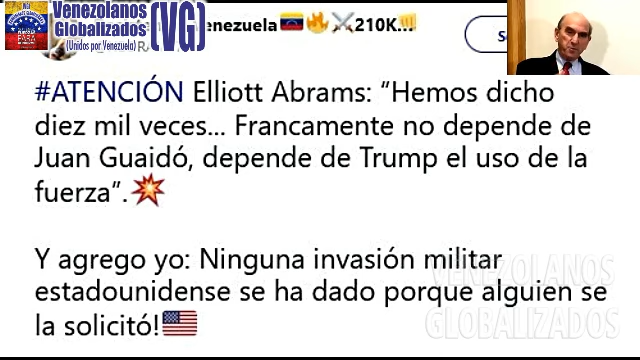 Venezolanos
Globalizados
(Unidos por Venezuela)
(VG)
enezuela🇻🇪🔥⚔️210K...👊
#ATENCIÓN Elliott Abrams: “Hemos dicho
diez mil veces... Francamente no depende de
Juan Guaidó, depende de Trump el uso de la
fuerza”.💥
Y agrego yo: Ninguna invasión militar
estadounidense se ha dado porque alguien se
la solicitó!🇺🇸
VENEZOLANOS
GLOBALIZADOS